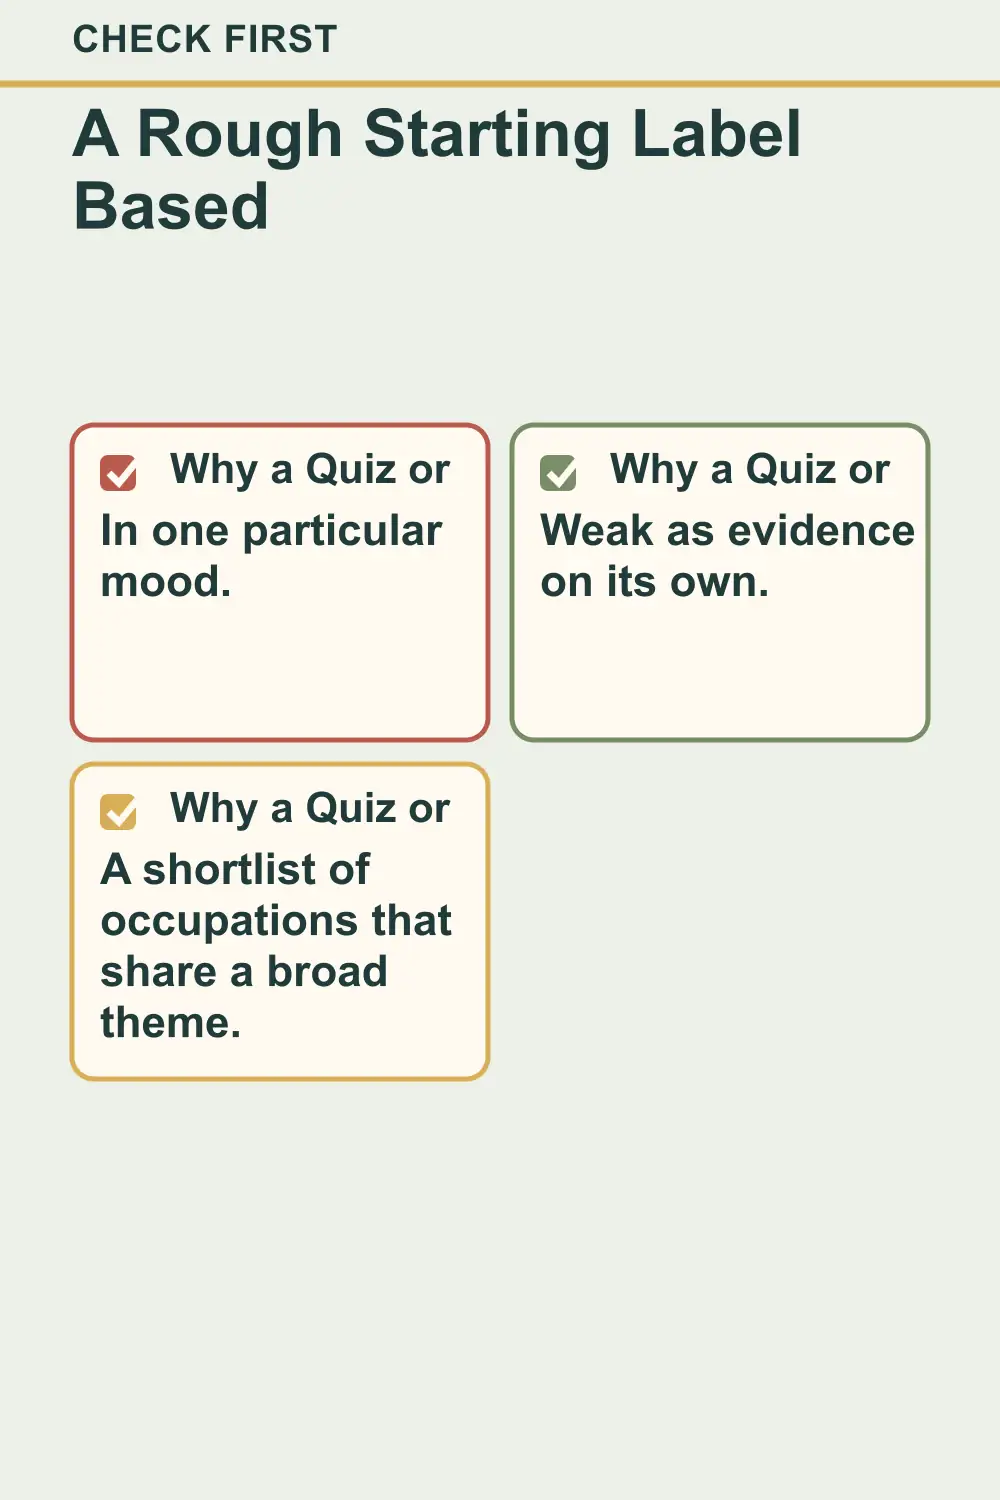 CHECK FIRST
A Rough Starting Label
Based
Why a Quiz or
In one particular
mood.
Why a Quiz or
Weak as evidence
on its own.
Why a Quiz or
A shortlist of
occupations that
share a broad
theme.